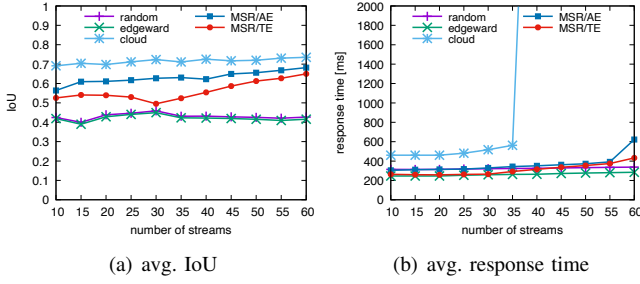 random
edgeward
cloud
MSR/AE
MSR/TE
1
0.9
0.8
0.7
0.6
0.5
0.4
0.3
0.2
0.1
0
IoU
10 15 20 25 30 35 40 45 50 55 60
number of streams
(a) avg. IoU
random
edgeward
cloud
MSR/AE
MSR/TE
2000
1800
1600
1400
1200
1000
800
600
400
200
0
response time [ms]
10 15 20 25 30 35 40 45 50 55 60
number of streams
(b) avg. response time